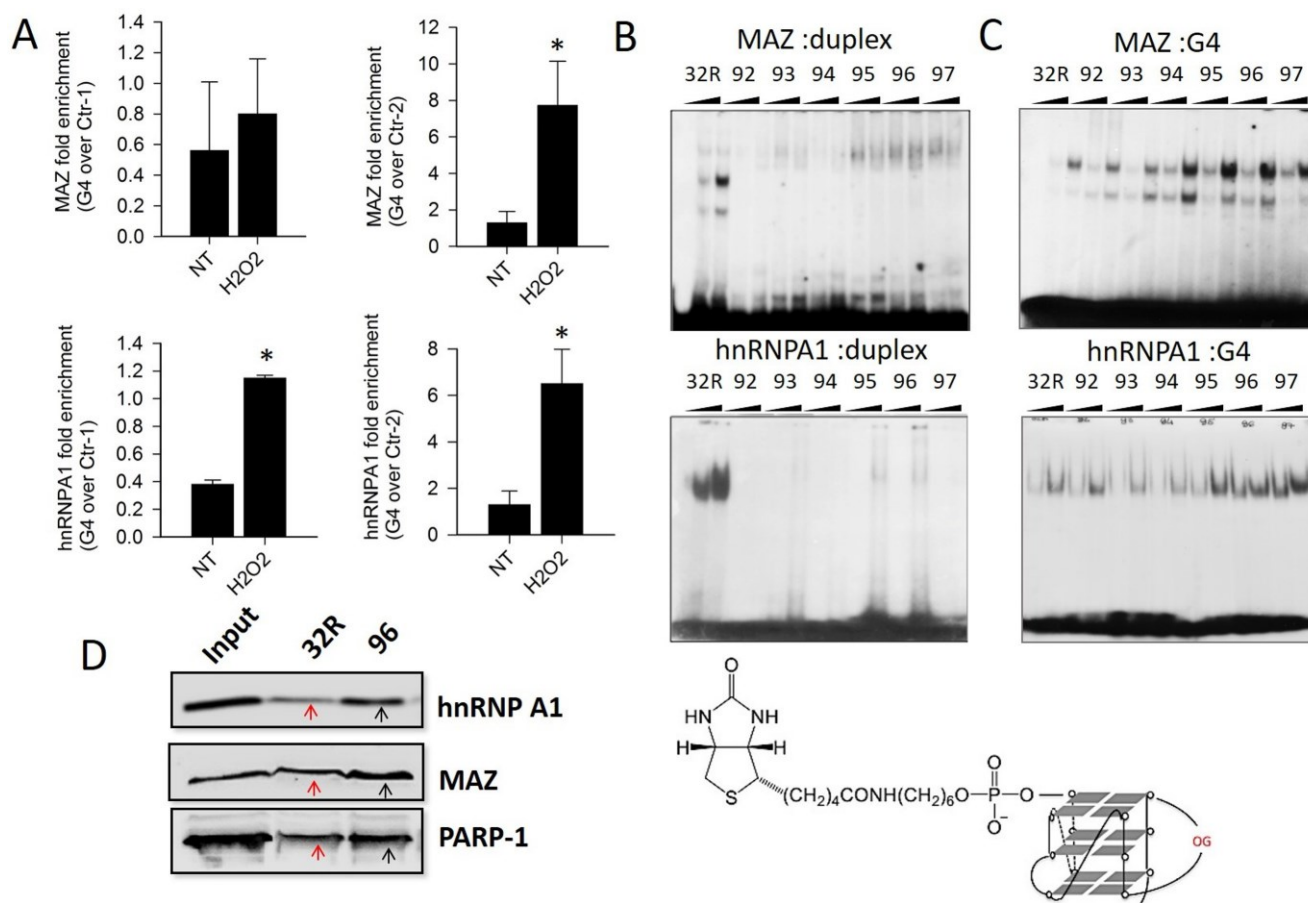 A
MAZ fold enrichment
(G4 over Ctr-1)
1.4
1.2
1.0
0.8
0.6
0.4
0.2
0.0
NT
H2O2
MAZ fold enrichment
(G4 over Ctr-2)
12
10
8
6
4
2
0
*
NT
H2O2
hnRNPA1 fold enrichment
(G4 over Ctr-1)
1.4
1.2
1.0
0.8
0.6
0.4
0.2
0.0
*
NT
H2O2
hnRNPA1 fold enrichment
(G4 over Ctr-2)
8
6
4
2
0
*
NT
H2O2
B
MAZ :duplex
32R 92 93 94 95 96 97
hnRNPA1 :duplex
32R 92 93 94 95 96 97
C
MAZ :G4
32R 92 93 94 95 96 97
hnRNPA1 :G4
32R 92 93 94 95 96 97
D
Input 32R 96
hnRNP A1
MAZ
PARP-1
O
HN NH
H H
S
(CH2)4CONH(CH2)6O–P–O
O
O−
OG